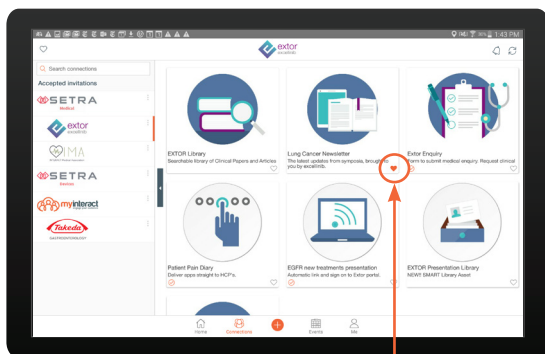 1:43 PM
extor
excellinfc
Search connections
Accepted invitations
SETRA
Medical
extor
IMA
SETRA
Devices
myinteract
Takeda
GASTROENTEROLOGY
EXTOR Library
Searchable library of Clinical Papers and Articles
Lung Cancer Newsletter
The latest updates from symposia, brought to
you by excellinfc.
Extor Enquiry
Form to submit medical enquiry. Request clinical
Patient Pain Diary
Deliver apps straight to HCP's.
EGFR new treatments presentation
Automatic link and sign on to Extor portal.
EXTOR Presentation Library
NEW!! SMART Library Asset
Home
Connections
Events
Me